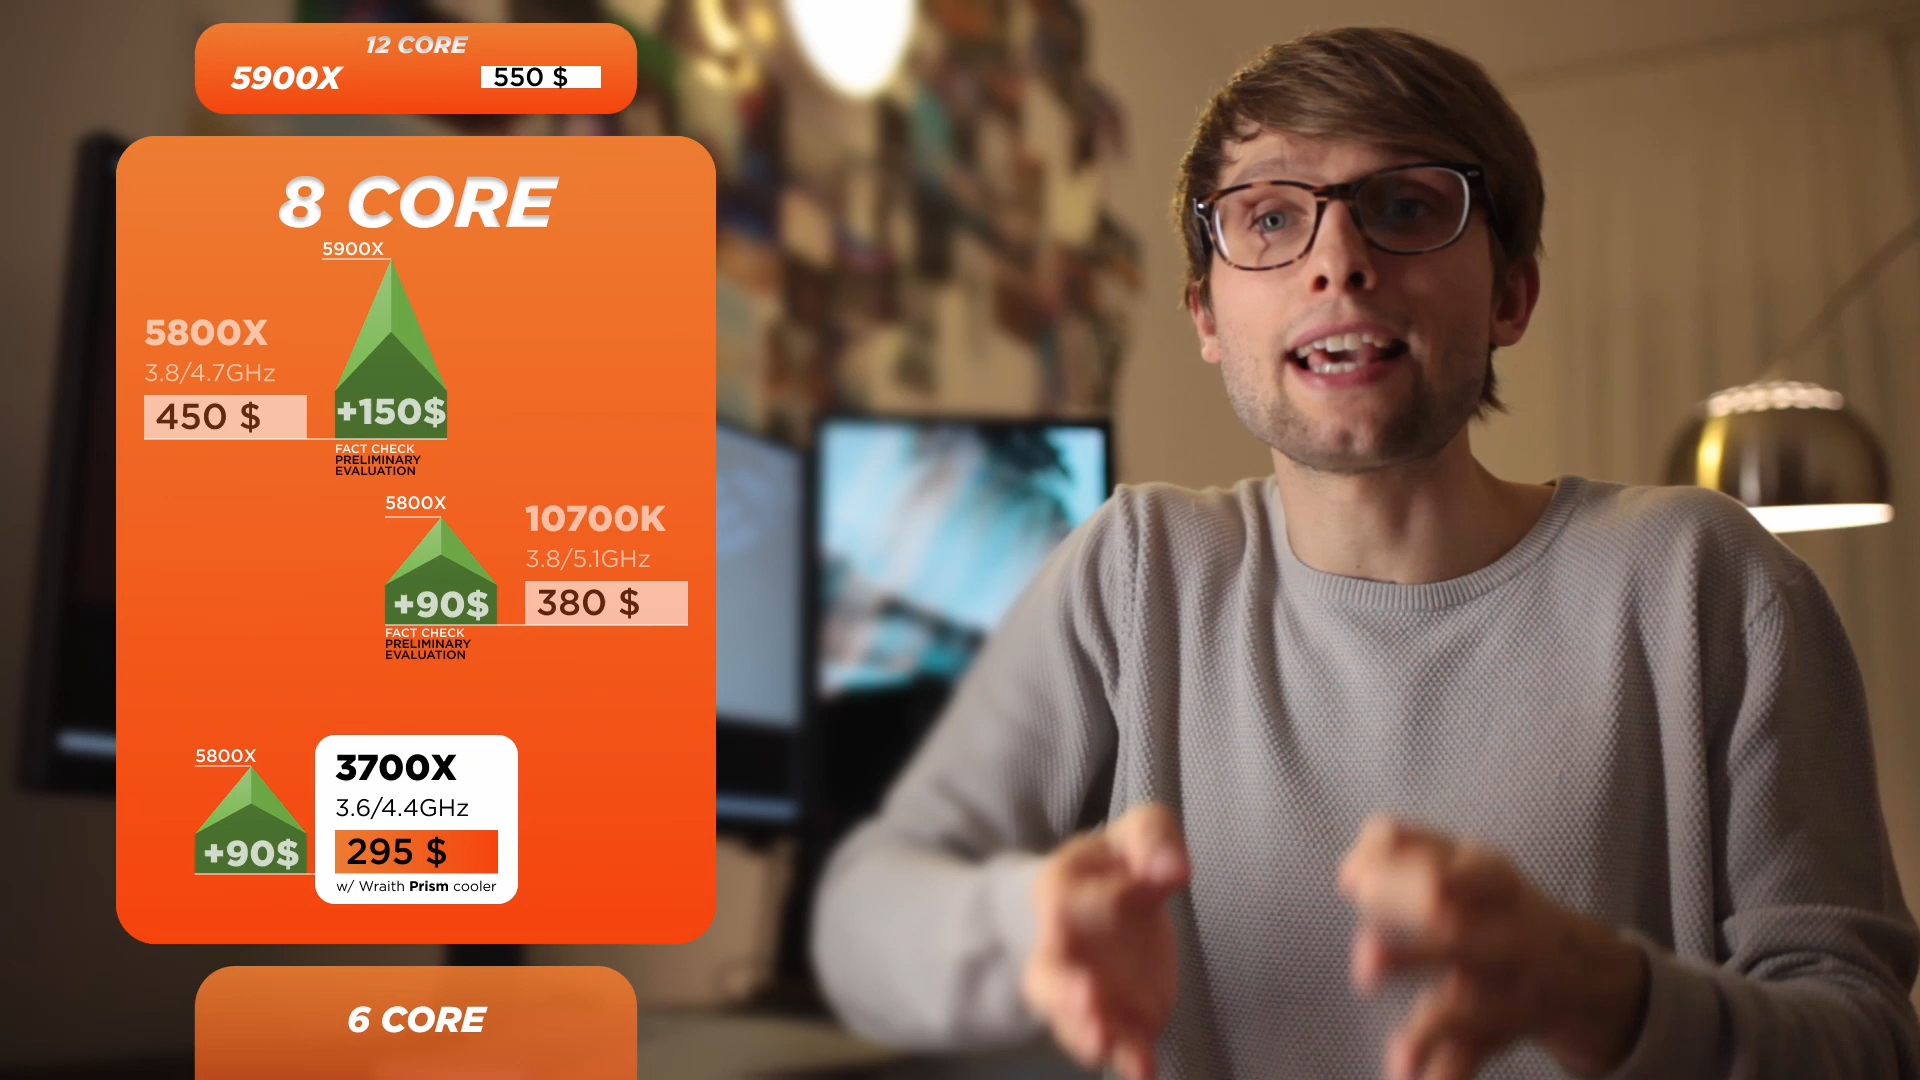 12 CORE
5900X
550 $
8 CORE
5900X
5800X
3.8/4.7GHz
450 $
+150$
FACT CHECK
PRELIMINARY
EVALUATION
5800X
10700K
3.8/5.1GHz
380 $
+90$
FACT CHECK
PRELIMINARY
EVALUATION
5800X
3700X
3.6/4.4GHz
295 $
+90$
w/ Wraith Prism cooler
6 CORE